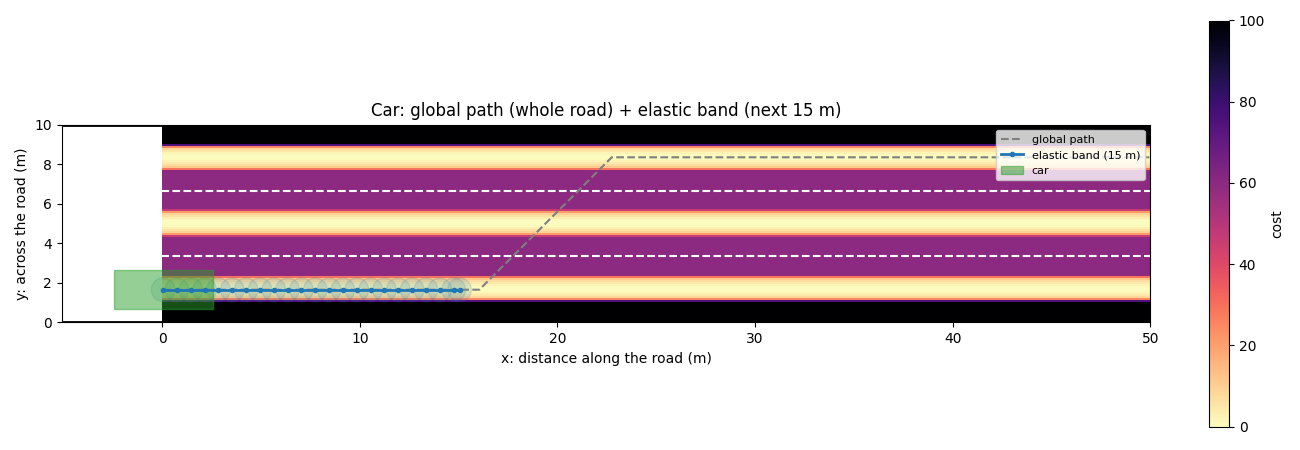 Car: global path (whole road) + elastic band (next 15 m)
100
80
60
40
20
0
cost
10
8
6
4
2
0
y: across the road (m)
global path
elastic band (15 m)
car
0
10
20
30
40
50
x: distance along the road (m)